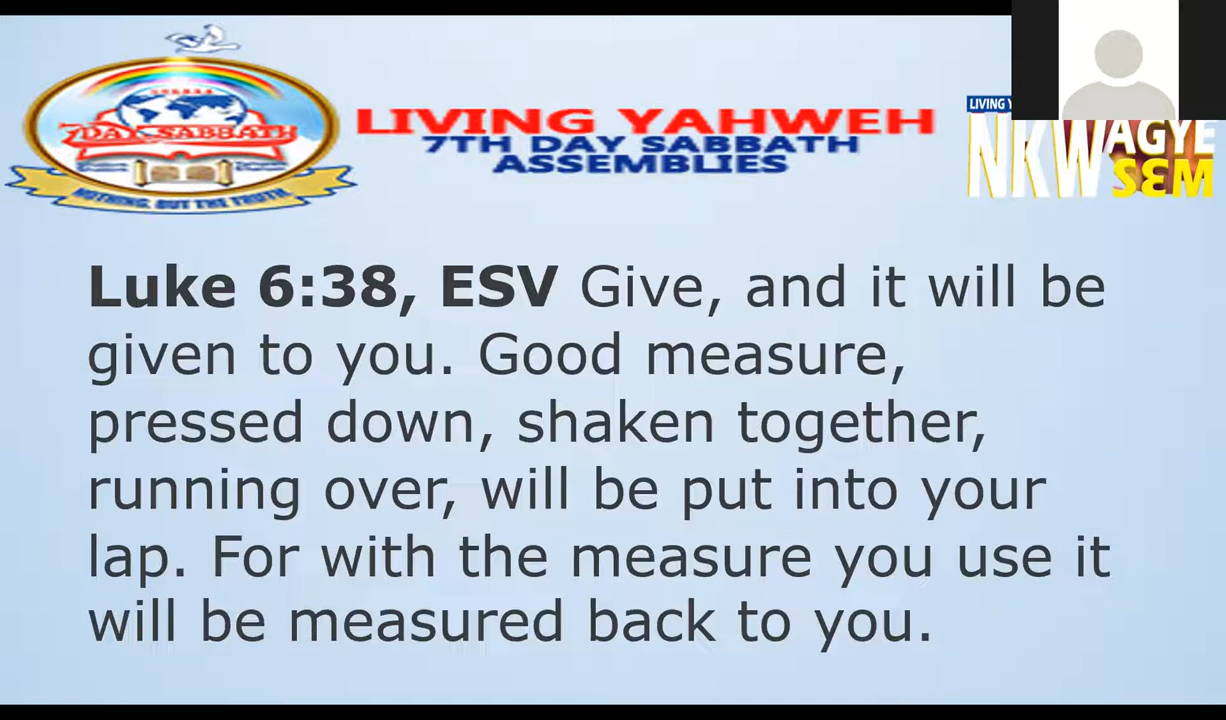 7DAY SABBATH
NOTHING BUT THE TRUTH
LIVING YAHWEH
7TH DAY SABBATH
ASSEMBLIES
LIVING
NKWAGYE
SƐM
Luke 6:38, ESV Give, and it will be
given to you. Good measure,
pressed down, shaken together,
running over, will be put into your
lap. For with the measure you use it
will be measured back to you.